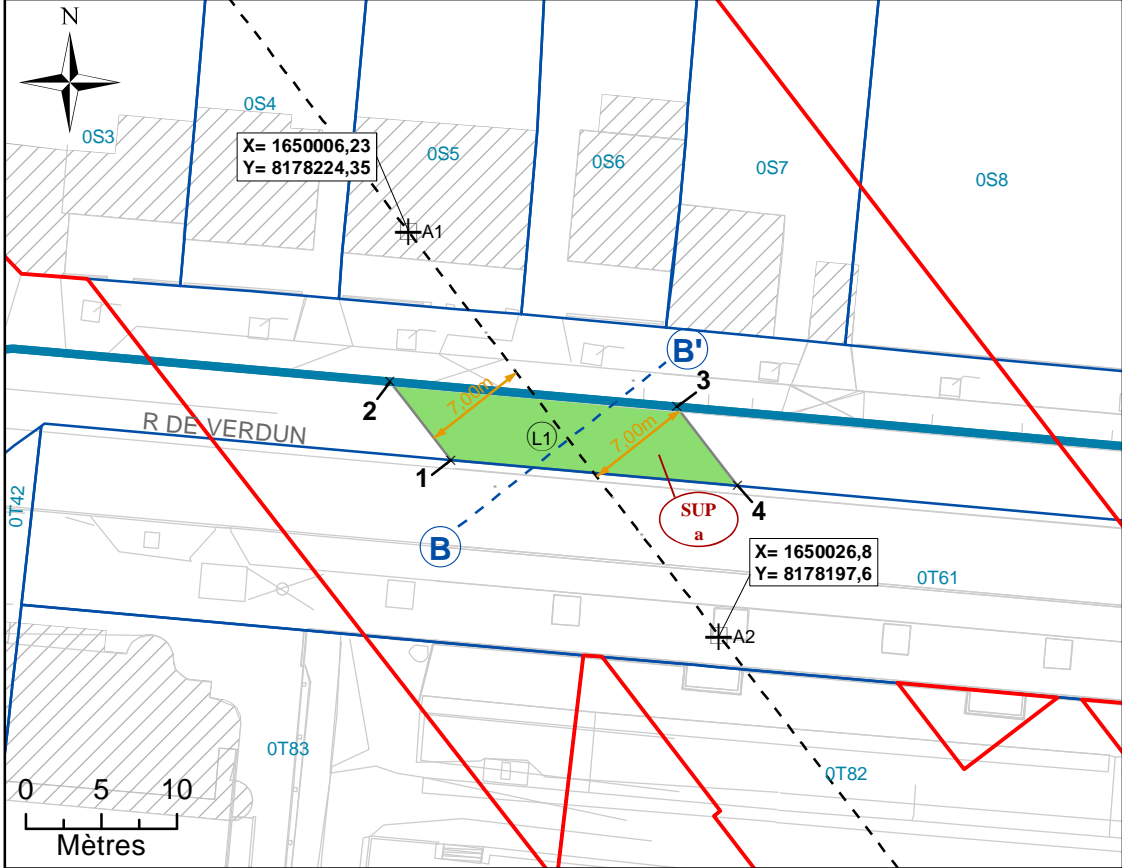 N
0S4
0S3
X= 1650006,23
Y= 8178224,35
0S5
0S6
0S7
0S8
A1
B'
3
2
7,00m
7,00m
L1
R DE VERDUN
1
4
SUP
a
0T42
B
X= 1650026,8
Y= 8178197,6
0T61
A2
0T83
0T82
0 5 10
Mètres